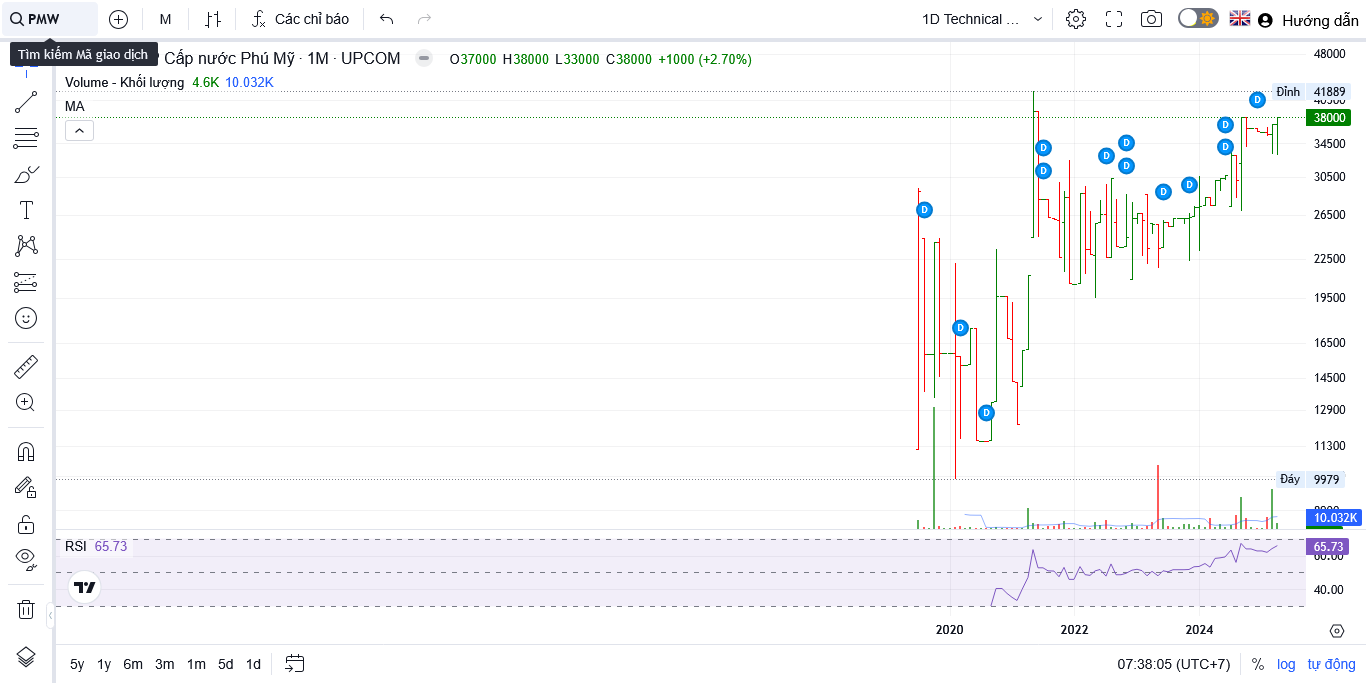 PMW
M
Các chỉ báo
1D Technical ...
Hướng dẫn
Tìm kiếm Mã giao dịch
Cấp nước Phú Mỹ · 1M · UPCOM
O37000 H38000 L33000 C38000 +1000 (+2.70%)
Volume - Khối lượng 4.6K 10.032K
MA
48000
Đỉnh 41889
38000
34500
30500
26500
22500
19500
16500
14500
12900
11300
Đáy 9979
10.032K
D
D
D
D
D
D
D
D
D
D
D
D
D
RSI 65.73
65.73
60.00
40.00
2020
2022
2024
5y 1y 6m 3m 1m 5d 1d
07:38:05 (UTC+7)
%
log
tự động